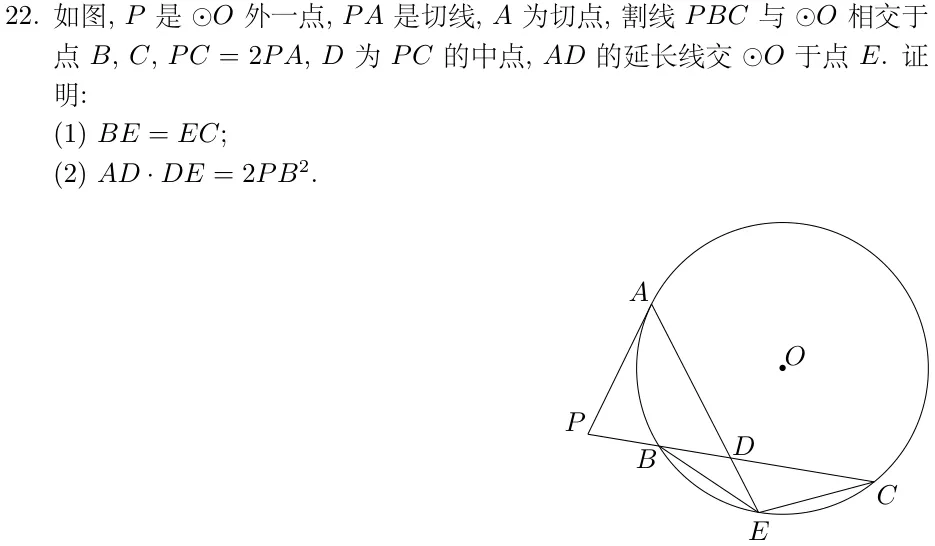 22. 如图, P 是 ⊙O 外一点, PA 是切线, A 为切点, 割线 PBC 与 ⊙O 相交于
点 B, C, PC = 2PA, D 为 PC 的中点, AD 的延长线交 ⊙O 于点 E. 证
明:
(1) BE = EC;
(2) AD · DE = 2PB².
A
O
P
B
D
C
E